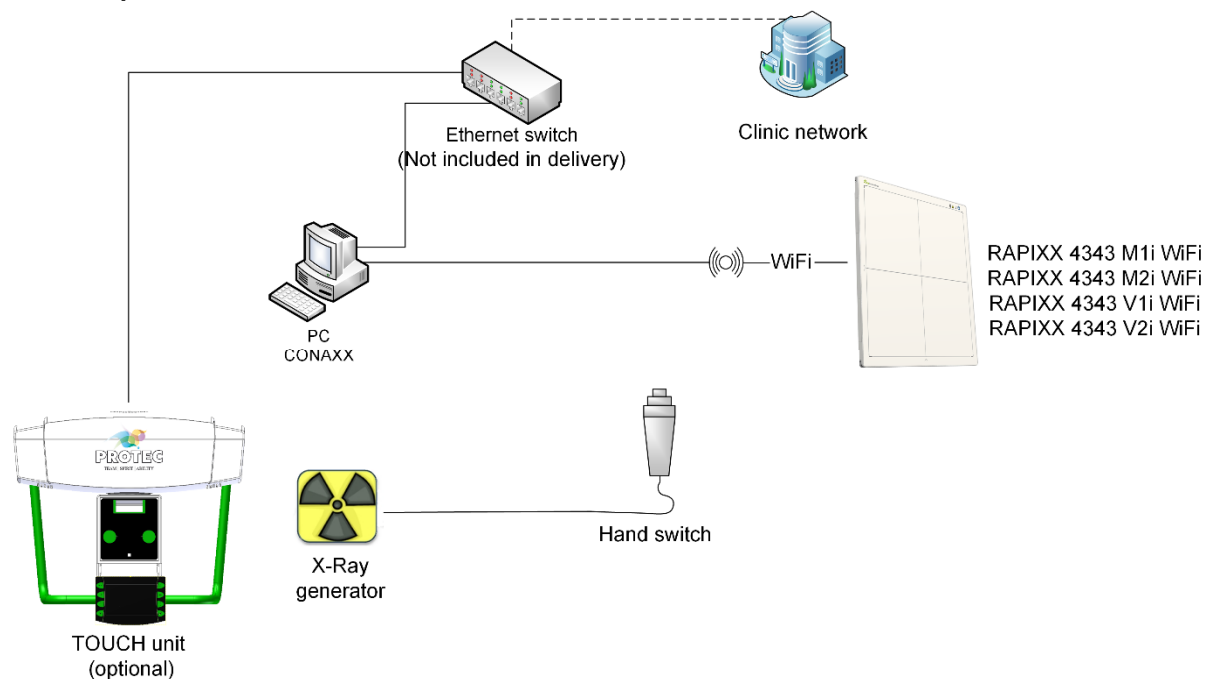 Ethernet switch
(Not included in delivery)
Clinic network
WiFi
RAPIXX 4343 M1i WiFi
RAPIXX 4343 M2i WiFi
RAPIXX 4343 V1i WiFi
RAPIXX 4343 V2i WiFi
PC
CONAXX
PROTEC
Hand switch
X-Ray
generator
TOUCH unit
(optional)